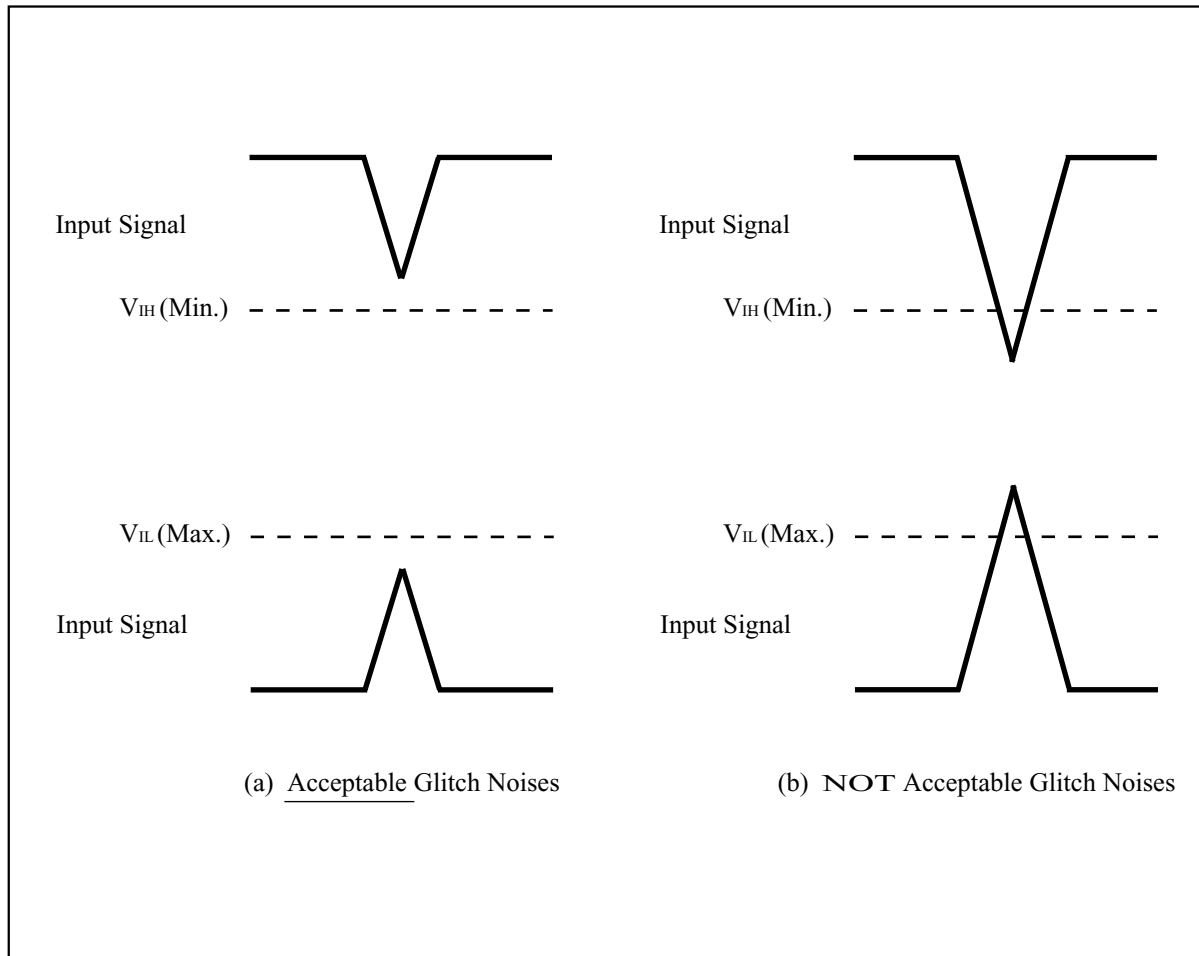 Input Signal
VIH (Min.)
VIL (Max.)
Input Signal
(a) Acceptable Glitch Noises
Input Signal
VIH (Min.)
VIL (Max.)
Input Signal
(b) NOT Acceptable Glitch Noises